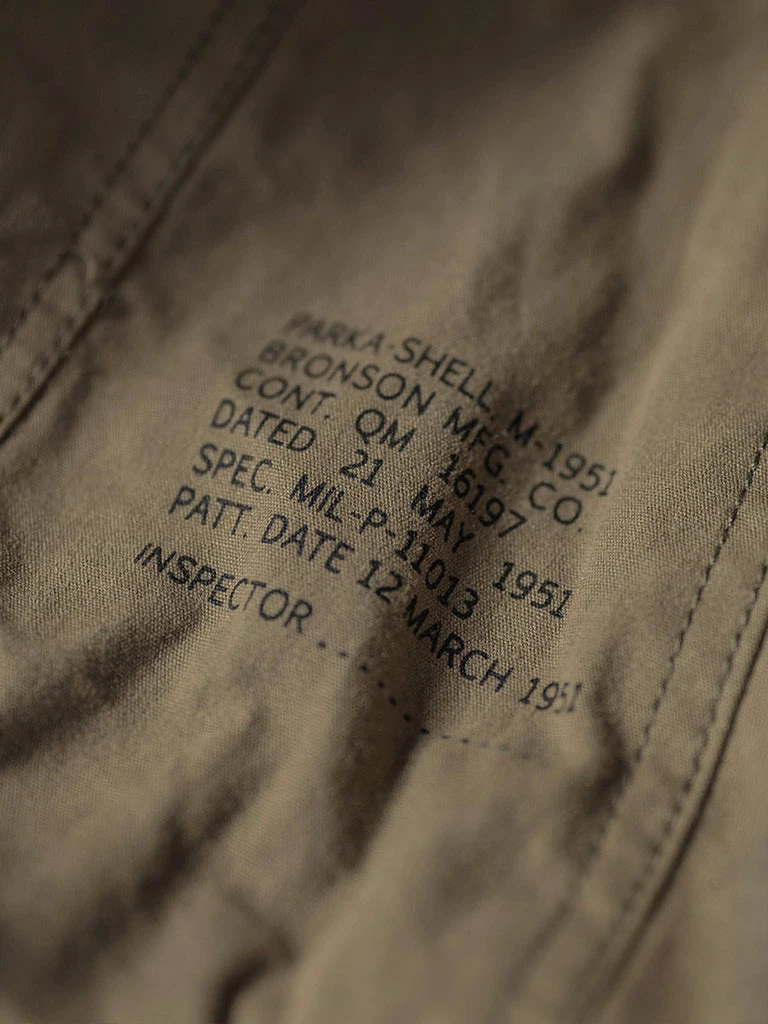 PARKA-SHELL, M-1951
BRONSON MFG. CO.
CONT. QM 16197
DATED 21 MAY 1951
SPEC. MIL-P-11013
PATT. DATE 12 MARCH 1951
INSPECTOR ...............